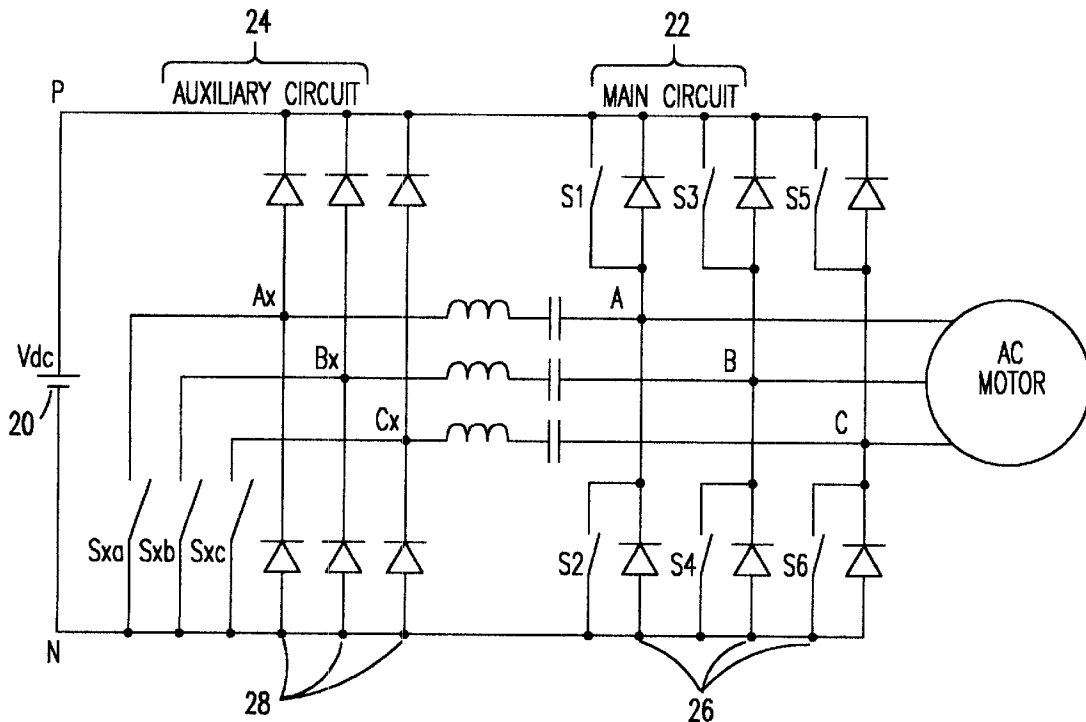 24
22
AUXILIARY CIRCUIT
MAIN CIRCUIT
P
S1
S3
S5
Ax
A
Vdc
Bx
B
AC
MOTOR
20
Cx
C
Sxa
Sxb
Sxc
S2
S4
S6
N
28
26